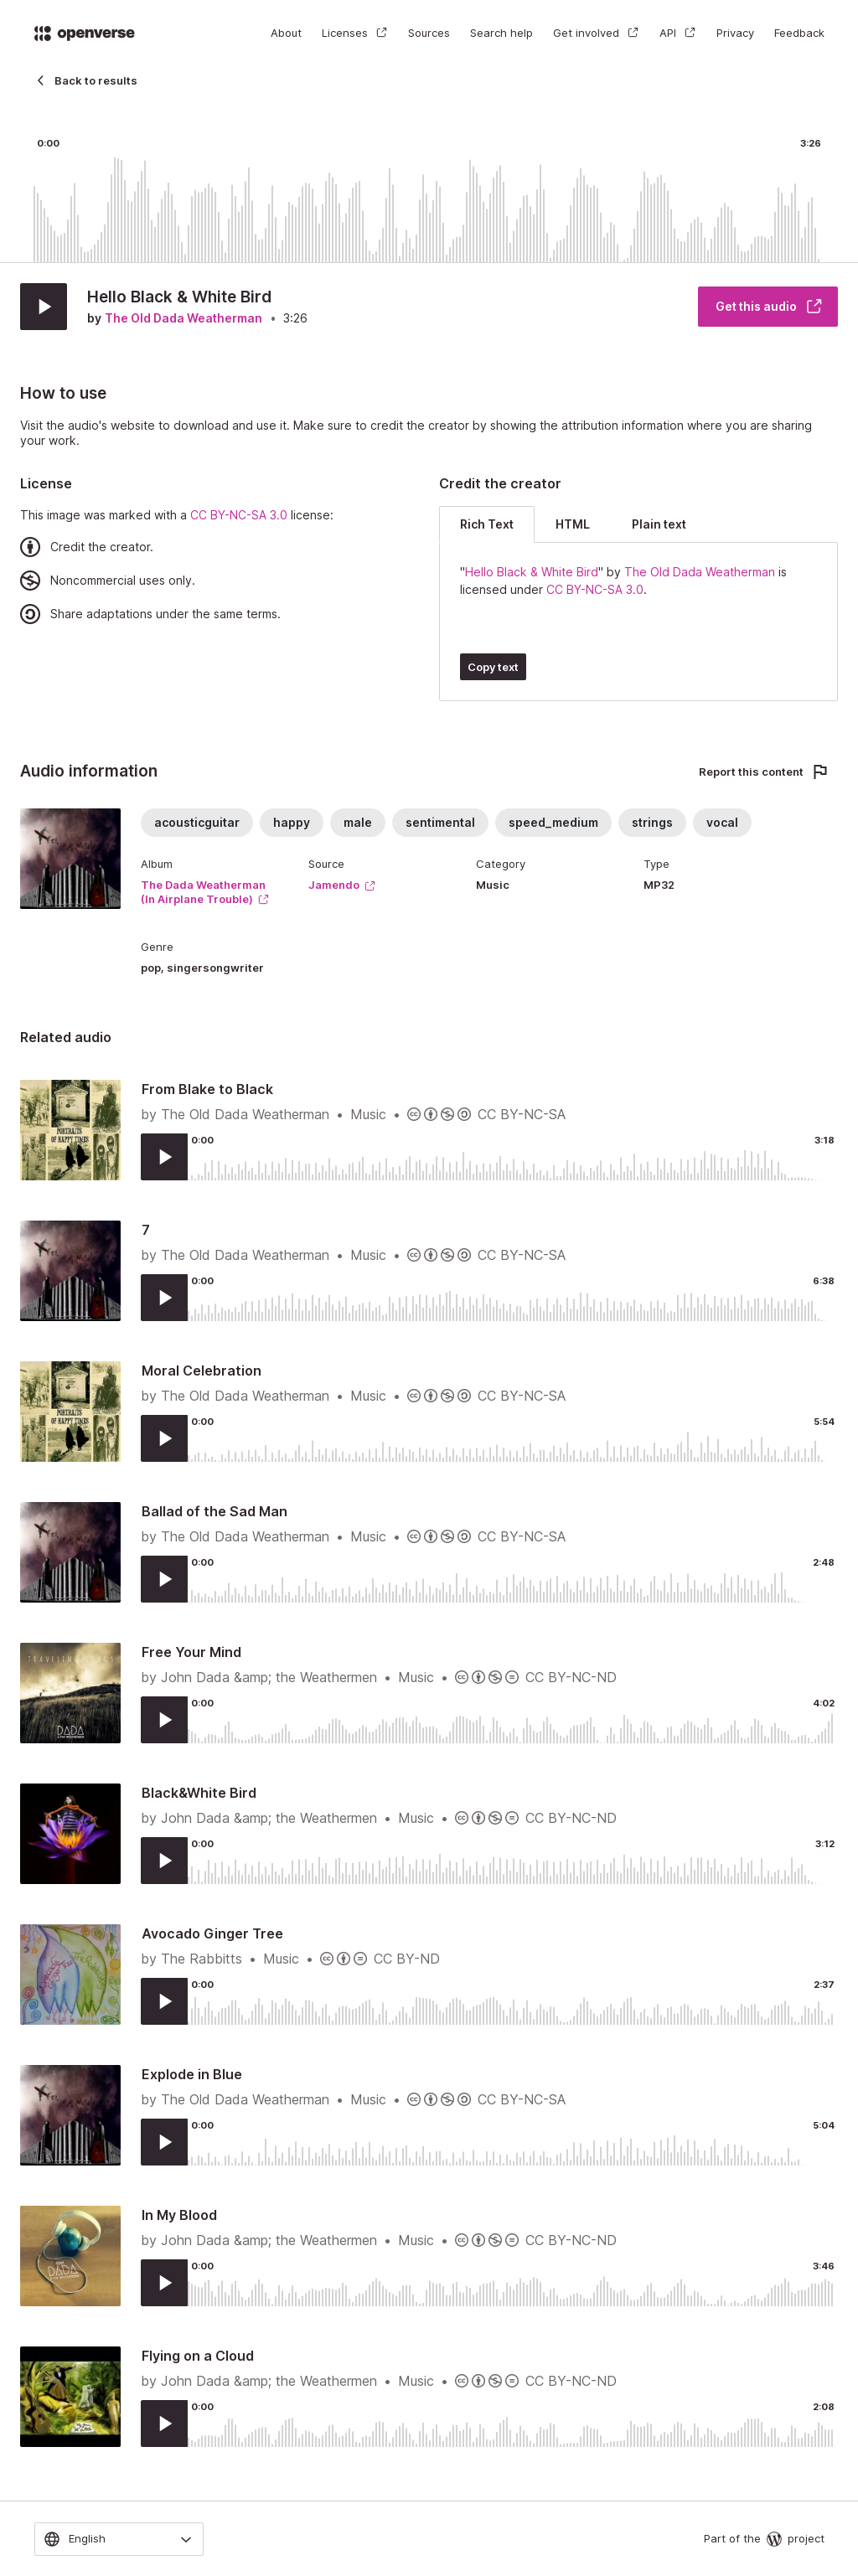 openverse
About Licenses Sources Search help Get involved API Privacy Feedback
Back to results
0:00 3:26
Hello Black & White Bird
by The Old Dada Weatherman • 3:26
Get this audio
How to use
Visit the audio's website to download and use it. Make sure to credit the creator by showing the attribution information where you are sharing
your work.
License
This image was marked with a CC BY-NC-SA 3.0 license:
Credit the creator.
Noncommercial uses only.
Share adaptations under the same terms.
Credit the creator
Rich Text HTML Plain text
"Hello Black & White Bird" by The Old Dada Weatherman is
licensed under CC BY-NC-SA 3.0.
Copy text
Audio information
Report this content
acousticguitar happy male sentimental speed_medium strings vocal
Album
The Dada Weatherman
(In Airplane Trouble)
Source
Jamendo
Category
Music
Type
MP32
Genre
pop, singersongwriter
Related audio
From Blake to Black
by The Old Dada Weatherman • Music • CC BY-NC-SA
0:00 3:18
PORTRAITS
OF HAPPY TIMES
7
by The Old Dada Weatherman • Music • CC BY-NC-SA
0:00 6:38
Moral Celebration
by The Old Dada Weatherman • Music • CC BY-NC-SA
0:00 5:54
PORTRAITS
OF HAPPY TIMES
Ballad of the Sad Man
by The Old Dada Weatherman • Music • CC BY-NC-SA
0:00 2:48
Free Your Mind
by John Dada &amp; the Weathermen • Music • CC BY-NC-ND
0:00 4:02
DADA
Black&White Bird
by John Dada &amp; the Weathermen • Music • CC BY-NC-ND
0:00 3:12
Avocado Ginger Tree
by The Rabbitts • Music • CC BY-ND
0:00 2:37
Explode in Blue
by The Old Dada Weatherman • Music • CC BY-NC-SA
0:00 5:04
In My Blood
by John Dada &amp; the Weathermen • Music • CC BY-NC-ND
0:00 3:46
DADA
Flying on a Cloud
by John Dada &amp; the Weathermen • Music • CC BY-NC-ND
0:00 2:08
English
Part of the project